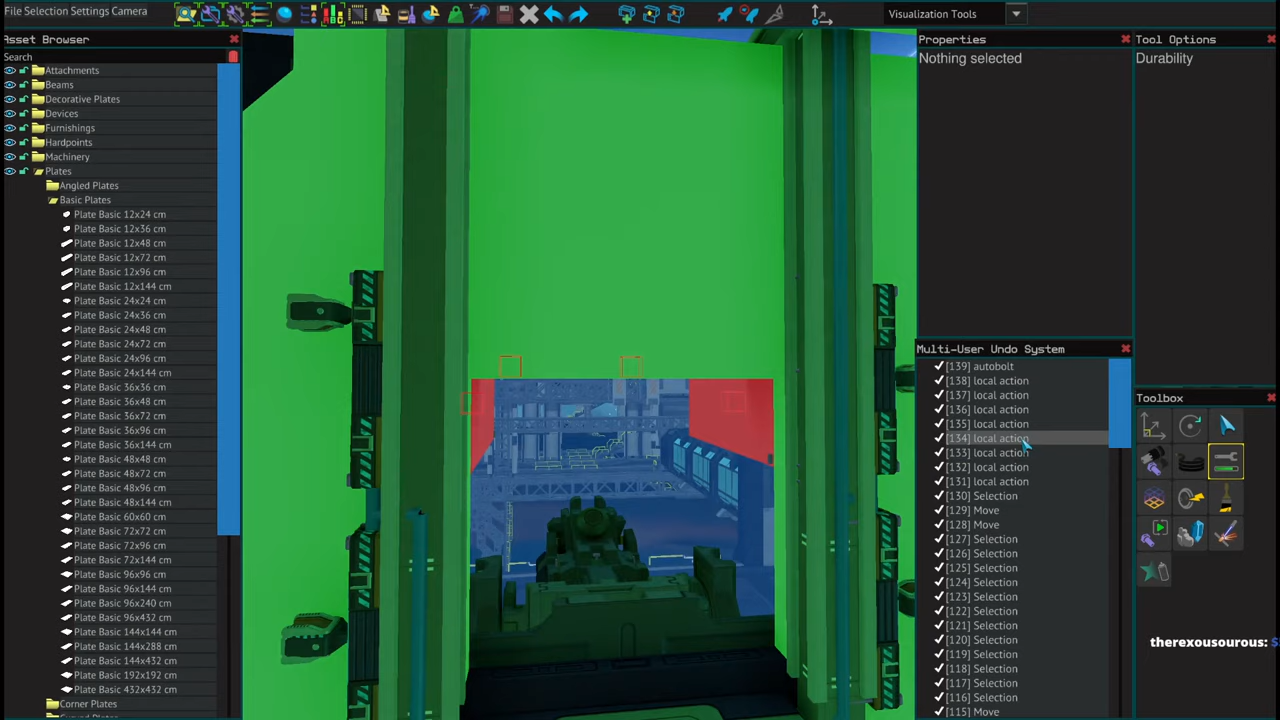 File Selection Settings Camera
Visualization Tools
Asset Browser
Search
Attachments
Beams
Decorative Plates
Devices
Furnishings
Hardpoints
Machinery
Plates
Angled Plates
Basic Plates
Plate Basic 12x24 cm
Plate Basic 12x36 cm
Plate Basic 12x48 cm
Plate Basic 12x72 cm
Plate Basic 12x96 cm
Plate Basic 12x144 cm
Plate Basic 24x24 cm
Plate Basic 24x36 cm
Plate Basic 24x48 cm
Plate Basic 24x72 cm
Plate Basic 24x96 cm
Plate Basic 24x144 cm
Plate Basic 36x36 cm
Plate Basic 36x48 cm
Plate Basic 36x72 cm
Plate Basic 36x96 cm
Plate Basic 36x144 cm
Plate Basic 48x48 cm
Plate Basic 48x72 cm
Plate Basic 48x96 cm
Plate Basic 48x144 cm
Plate Basic 60x60 cm
Plate Basic 72x72 cm
Plate Basic 72x96 cm
Plate Basic 72x144 cm
Plate Basic 96x96 cm
Plate Basic 96x144 cm
Plate Basic 96x240 cm
Plate Basic 96x432 cm
Plate Basic 144x144 cm
Plate Basic 144x288 cm
Plate Basic 144x432 cm
Plate Basic 192x192 cm
Plate Basic 432x432 cm
Corner Plates
Properties
Nothing selected
Multi-User Undo System
[139] autobolt
[138] local action
[137] local action
[136] local action
[135] local action
[134] local action
[133] local action
[132] local action
[131] local action
[130] Selection
[129] Move
[128] Move
[127] Selection
[126] Selection
[125] Selection
[124] Selection
[123] Selection
[122] Selection
[121] Selection
[120] Selection
[119] Selection
[118] Selection
[117] Selection
[116] Selection
[115] Move
Tool Options
Durability
Toolbox
therexousourous: